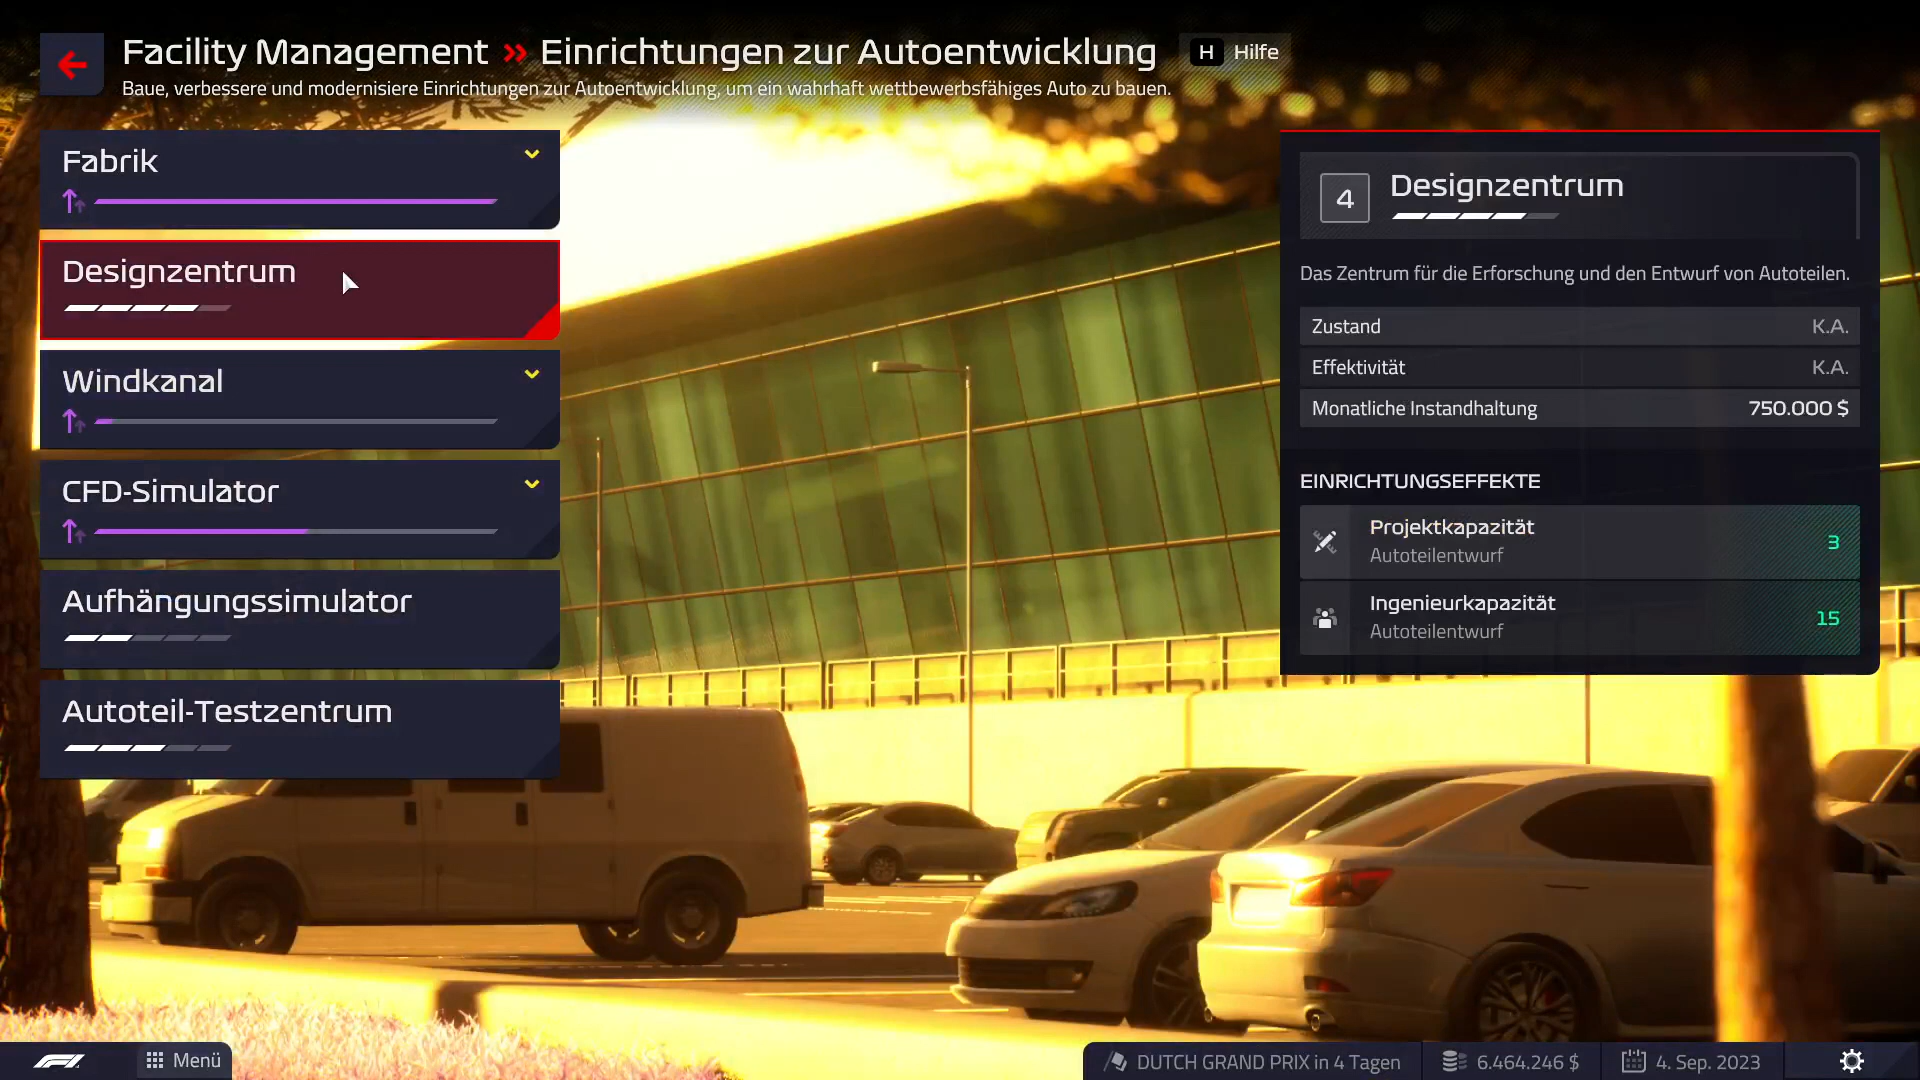 Facility Management » Einrichtungen zur Autoentwicklung H Hilfe
Baue, verbessere und modernisiere Einrichtungen zur Autoentwicklung, um ein wahrhaft wettbewerbsfähiges Auto zu bauen.
Fabrik
Designzentrum
Windkanal
CFD-Simulator
Aufhängungssimulator
Autoteil-Testzentrum
4 Designzentrum
Das Zentrum für die Erforschung und den Entwurf von Autoteilen.
Zustand K.A.
Effektivität K.A.
Monatliche Instandhaltung 750.000 $
EINRICHTUNGSEFFEKTE
Projektkapazität
Autoteilentwurf
3
Ingenieurkapazität
Autoteilentwurf
15
F1 Menü DUTCH GRAND PRIX in 4 Tagen 6.464.246 $ 4. Sep. 2023